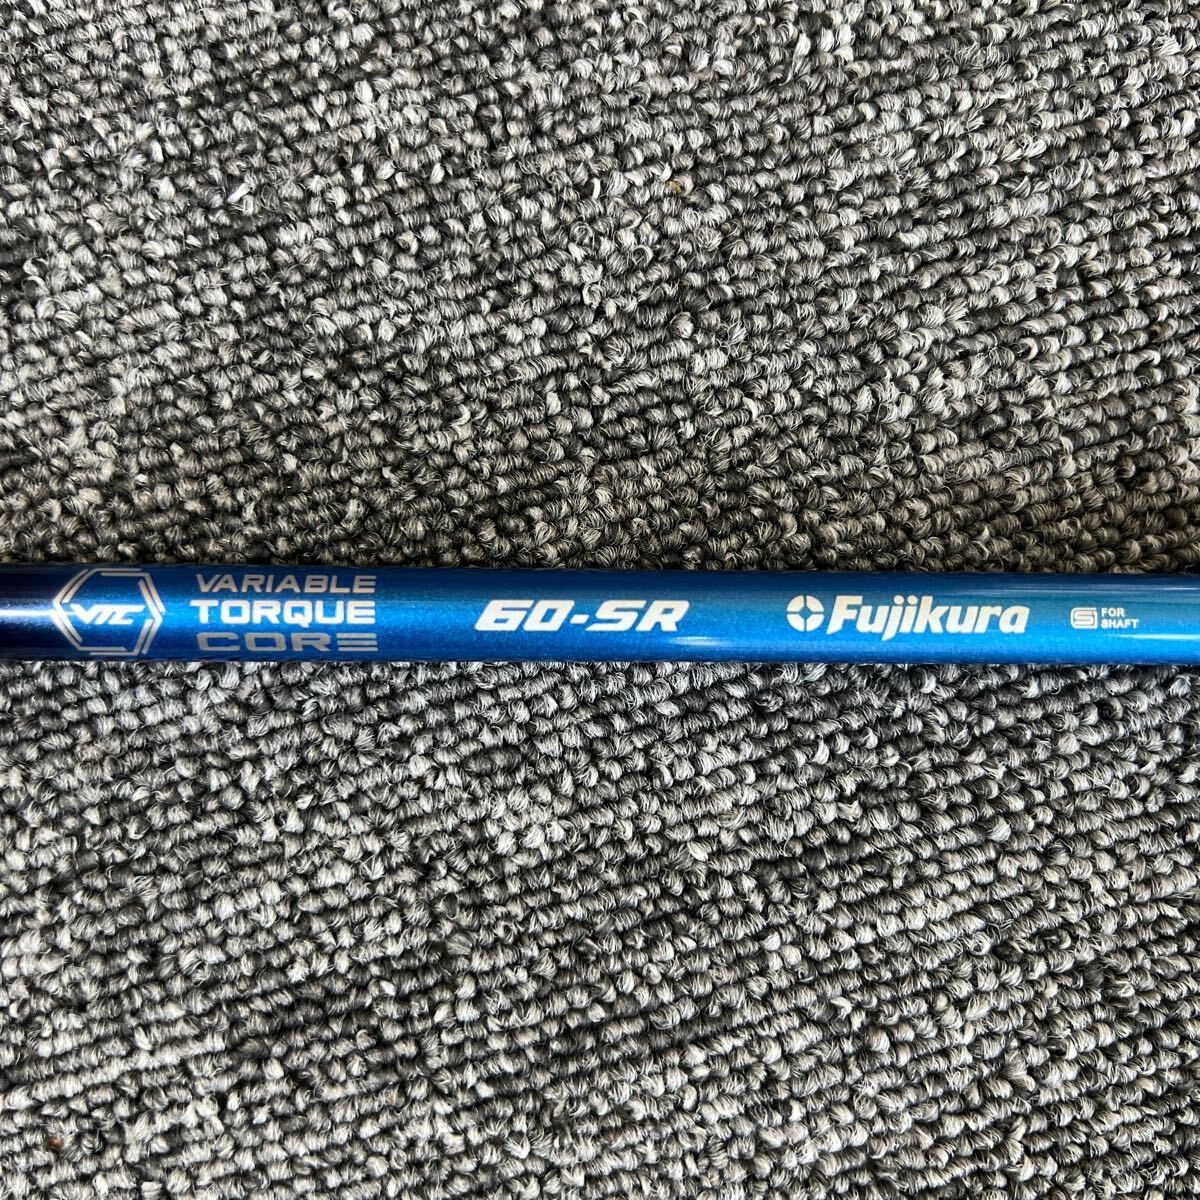 VTC
VARIABLE
TORQUE
CORE
60-SR
Fujikura
S FOR
SHAFT